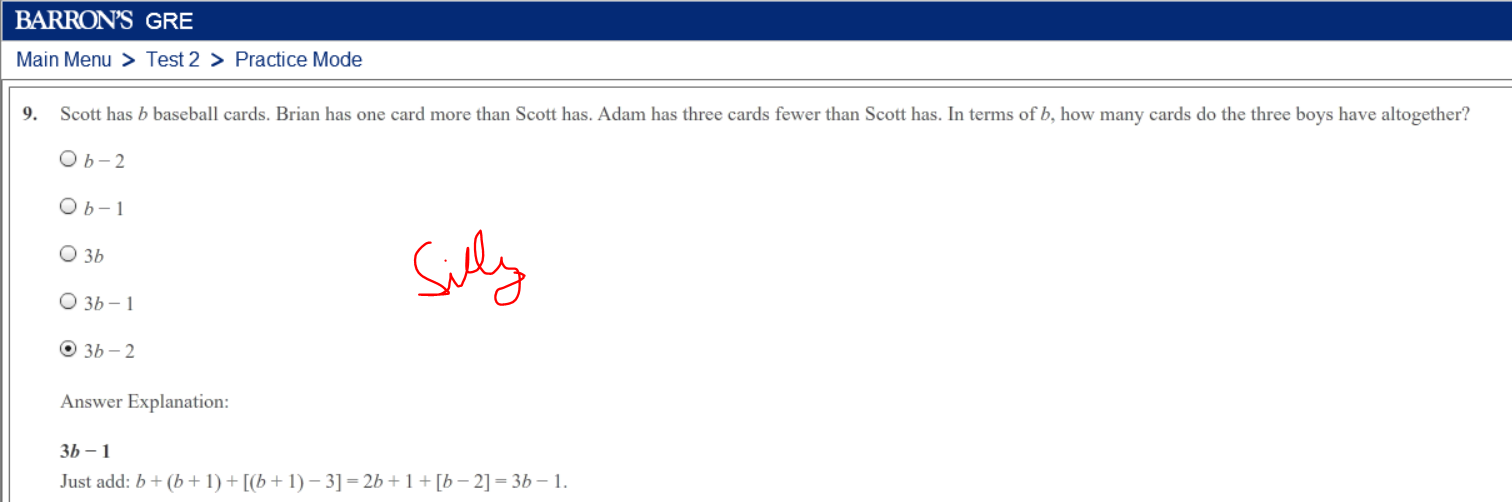 BARRON'S GRE
Main Menu > Test 2 > Practice Mode
9. Scott has b baseball cards. Brian has one card more than Scott has. Adam has three cards fewer than Scott has. In terms of b, how many cards do the three boys have altogether?
b – 2
b – 1
3b
3b – 1
3b – 2
Silly
Answer Explanation:
3b – 1
Just add: b + (b + 1) + [(b + 1) – 3] = 2b + 1 + [b – 2] = 3b – 1.